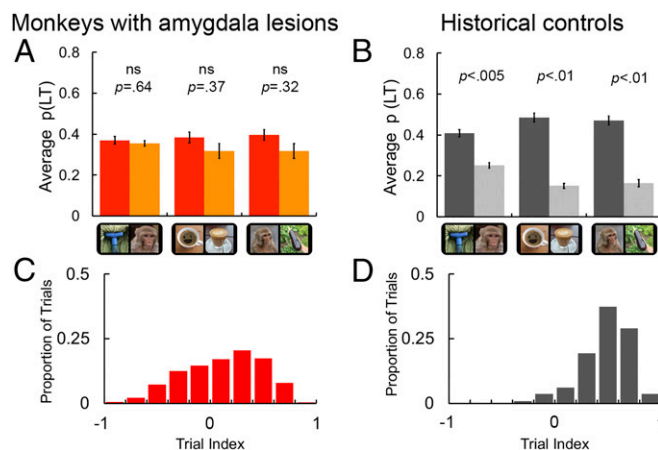 Monkeys with amygdala lesions
Historical controls
A
0.8
0.6
0.4
0.2
0
Average p(LT)
ns
p=.64
ns
p=.37
ns
p=.32
B
0.8
0.6
0.4
0.2
0
Average p (LT)
p<.005
p<.01
p<.01
C
0.5
0.25
0
Proportion of Trials
-1
0
1
Trial Index
D
0.5
0.25
0
Proportion of Trials
-1
0
1
Trial Index